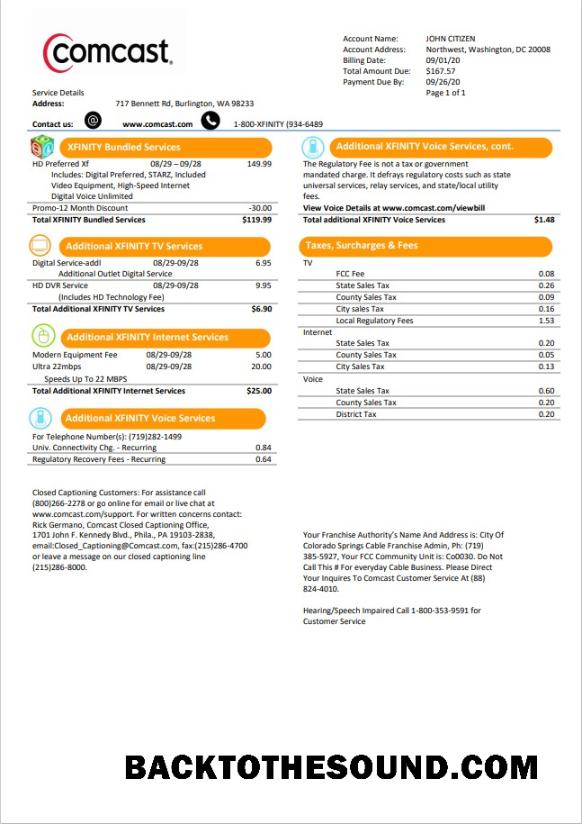 comcast.
Account Name: JOHN CITIZEN
Account Address: Northwest, Washington, DC 20008
Billing Date: 09/01/20
Total Amount Due: $167.57
Payment Due By: 09/26/20
Page 1 of 1
Service Details
Address: 717 Bennett Rd, Burlington, WA 98233
Contact us: @ www.comcast.com 1-800-XFINITY (934-6489
XFINITY Bundled Services
HD Preferred Xf 08/29 – 09/28 149.99
Includes: Digital Preferred, STARZ, Included
Video Equipment, High-Speed Internet
Digital Voice Unlimited
Promo-12 Month Discount -30.00
Total XFINITY Bundled Services $119.99
Additional XFINITY TV Services
Digital Service-addl 08/29-09/28 6.95
Additional Outlet Digital Service
HD DVR Service 08/29-09/28 9.95
(Includes HD Technology Fee)
Total Additional XFINITY TV Services $6.90
Additional XFINITY Internet Services
Modern Equipment Fee 08/29-09/28 5.00
Ultra 22mbps 08/29-09/28 20.00
Speeds Up To 22 MBPS
Total Additional XFINITY Internet Services $25.00
Additional XFINITY Voice Services
For Telephone Number(s): (719)282-1499
Univ. Connectivity Chg. - Recurring 0.84
Regulatory Recovery Fees - Recurring 0.64
Closed Captioning Customers: For assistance call
(800)266-2278 or go online for email or live chat at
www.comcast.com/support. For written concerns contact:
Rick Germano, Comcast Closed Captioning Office,
1701 John F. Kennedy Blvd., Phila., PA 19103-2838,
email:Closed_Captioning@Comcast.com, fax:(215)286-4700
or leave a message on our closed captioning line
(215)286-8000.
Additional XFINITY Voice Services, cont.
The Regulatory Fee is not a tax or government
mandated charge. It defrays regulatory costs such as state
universal services, relay services, and state/local utility
fees.
View Voice Details at www.comcast.com/viewbill
Total additional XFINITY Voice Services $1.48
Taxes, Surcharges & Fees
TV
FCC Fee 0.08
State Sales Tax 0.26
County Sales Tax 0.09
City sales Tax 0.16
Local Regulatory Fees 1.53
Internet
State Sales Tax 0.20
County Sales Tax 0.05
City Sales Tax 0.13
Voice
State Sales Tax 0.60
County Sales Tax 0.20
District Tax 0.20
Your Franchise Authority's Name And Address is: City Of
Colorado Springs Cable Franchise Admin, Ph: (719)
385-5927, Your FCC Community Unit is: Co0030. Do Not
Call This # For everyday Cable Business. Please Direct
Your Inquires To Comcast Customer Service At (88)
824-4010.
Hearing/Speech Impaired Call 1-800-353-9591 for
Customer Service
BACKTOTHESOUND.COM